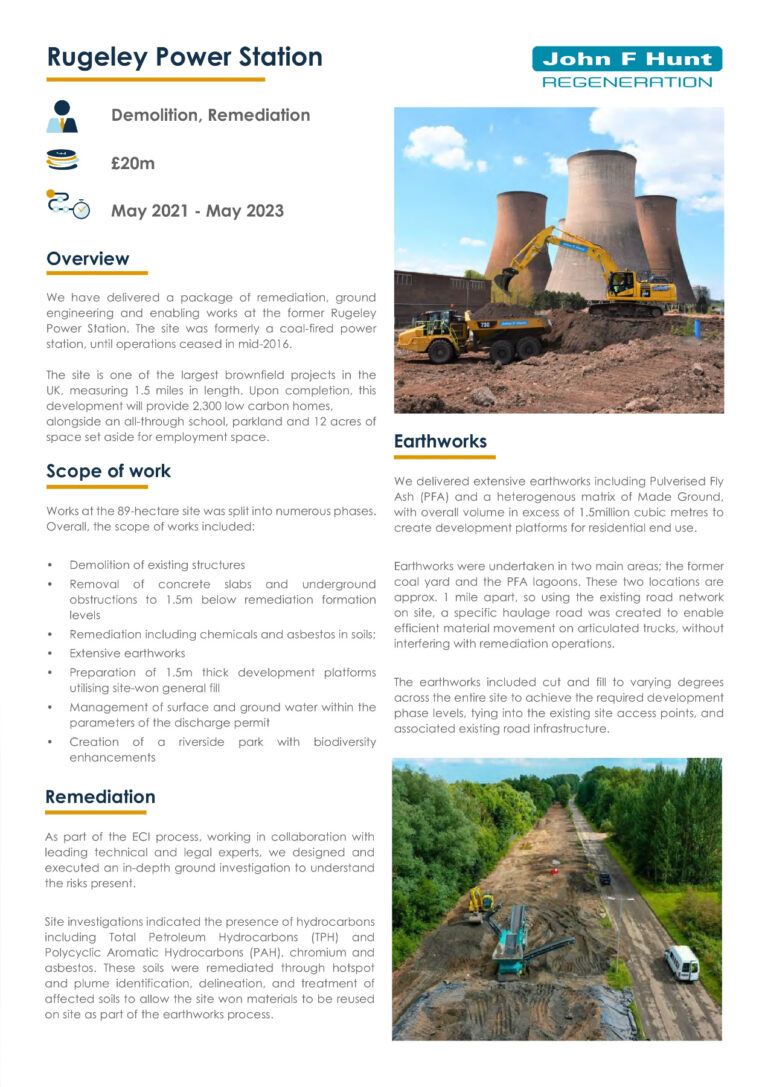 Rugeley Power Station
John F Hunt
REGENERATION
Demolition, Remediation
£20m
May 2021 - May 2023
Overview
We have delivered a package of remediation, ground
engineering and enabling works at the former Rugeley
Power Station. The site was formerly a coal-fired power
station, until operations ceased in mid-2016.
The site is one of the largest brownfield projects in the
UK, measuring 1.5 miles in length. Upon completion, this
development will provide 2,300 low carbon homes,
alongside an all-through school, parkland and 12 acres of
space set aside for employment space.
Scope of work
Works at the 89-hectare site was split into numerous phases.
Overall, the scope of works included:
• Demolition of existing structures
• Removal of concrete slabs and underground
obstructions to 1.5m below remediation formation
levels
• Remediation including chemicals and asbestos in soils;
• Extensive earthworks
• Preparation of 1.5m thick development platforms
utilising site-won general fill
• Management of surface and ground water within the
parameters of the discharge permit
• Creation of a riverside park with biodiversity
enhancements
Remediation
As part of the ECI process, working in collaboration with
leading technical and legal experts, we designed and
executed an in-depth ground investigation to understand
the risks present.
Site investigations indicated the presence of hydrocarbons
including Total Petroleum Hydrocarbons (TPH) and
Polycyclic Aromatic Hydrocarbons (PAH), chromium and
asbestos. These soils were remediated through hotspot
and plume identification, delineation, and treatment of
affected soils to allow the site won materials to be reused
on site as part of the earthworks process.
730
Earthworks
We delivered extensive earthworks including Pulverised Fly
Ash (PFA) and a heterogenous matrix of Made Ground,
with overall volume in excess of 1.5million cubic metres to
create development platforms for residential end use.
Earthworks were undertaken in two main areas; the former
coal yard and the PFA lagoons. These two locations are
approx. 1 mile apart, so using the existing road network
on site, a specific haulage road was created to enable
efficient material movement on articulated trucks, without
interfering with remediation operations.
The earthworks included cut and fill to varying degrees
across the entire site to achieve the required development
phase levels, tying into the existing site access points, and
associated existing road infrastructure.